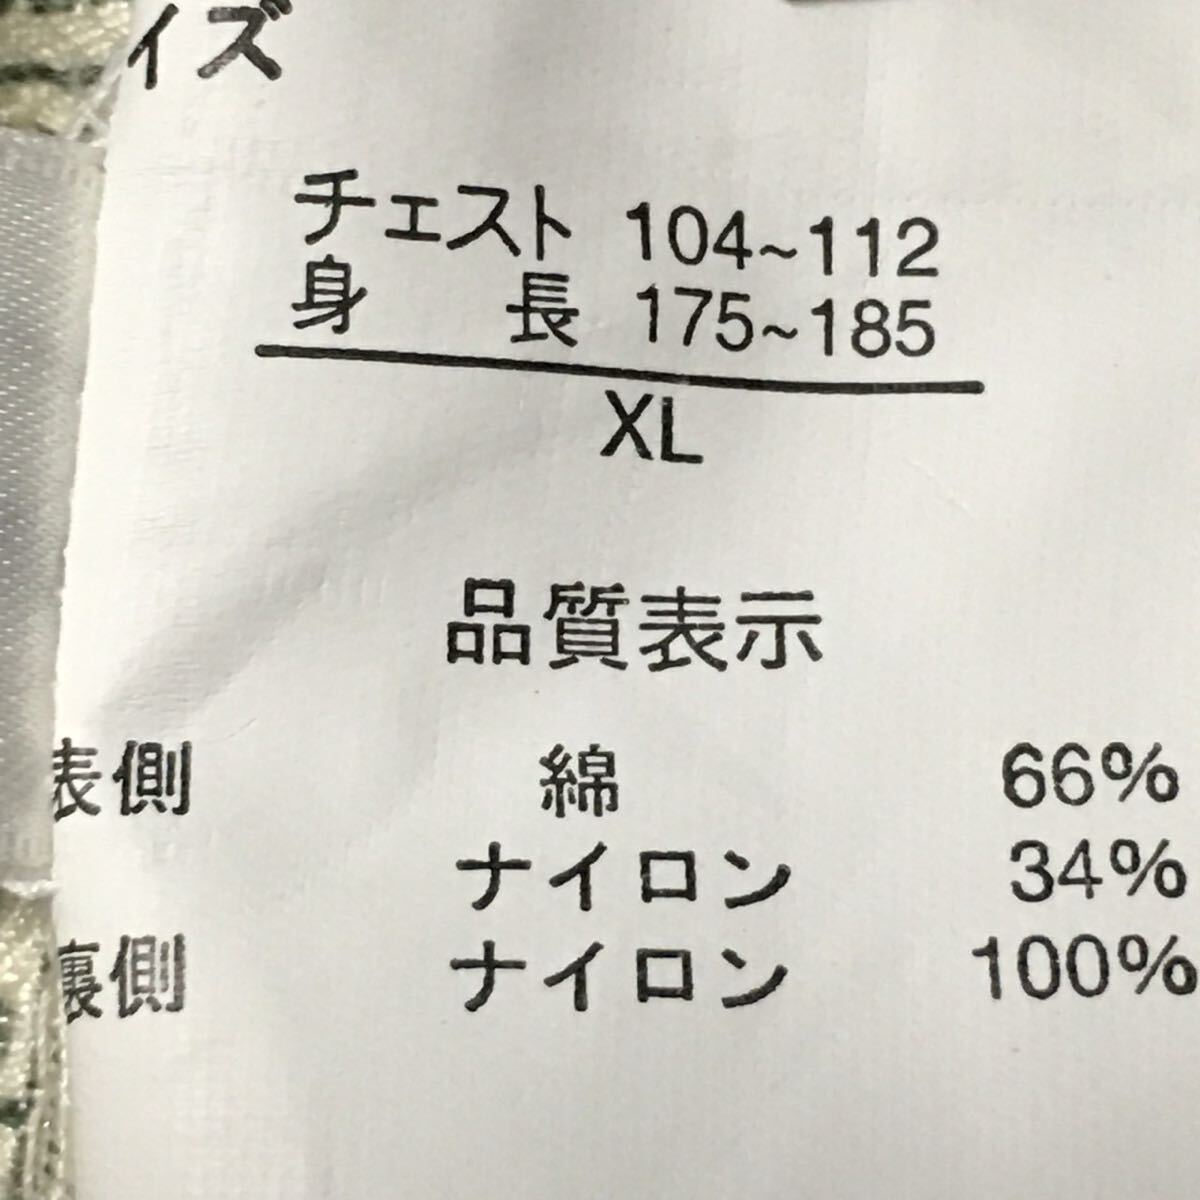 イズ
チェスト 104~112
身 長 175~185
XL
品質表示
表側 綿 66%
ナイロン 34%
裏側 ナイロン 100%